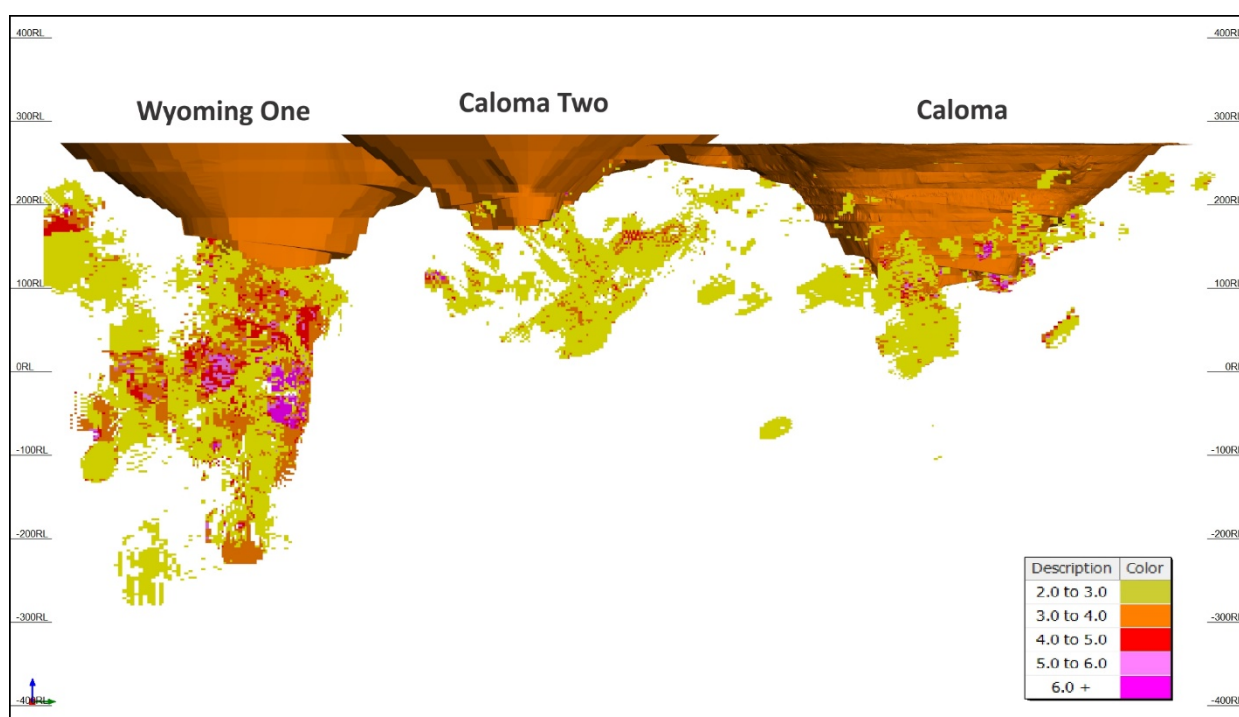 400RL
400RL
Wyoming One
Caloma Two
Caloma
300RL
300RL
200RL
200RL
100RL
100RL
0RL
0RL
-100RL
-100RL
-200RL
-200RL
-300RL
-300RL
-400RL
-400RL
Description Color
2.0 to 3.0
3.0 to 4.0
4.0 to 5.0
5.0 to 6.0
6.0 +